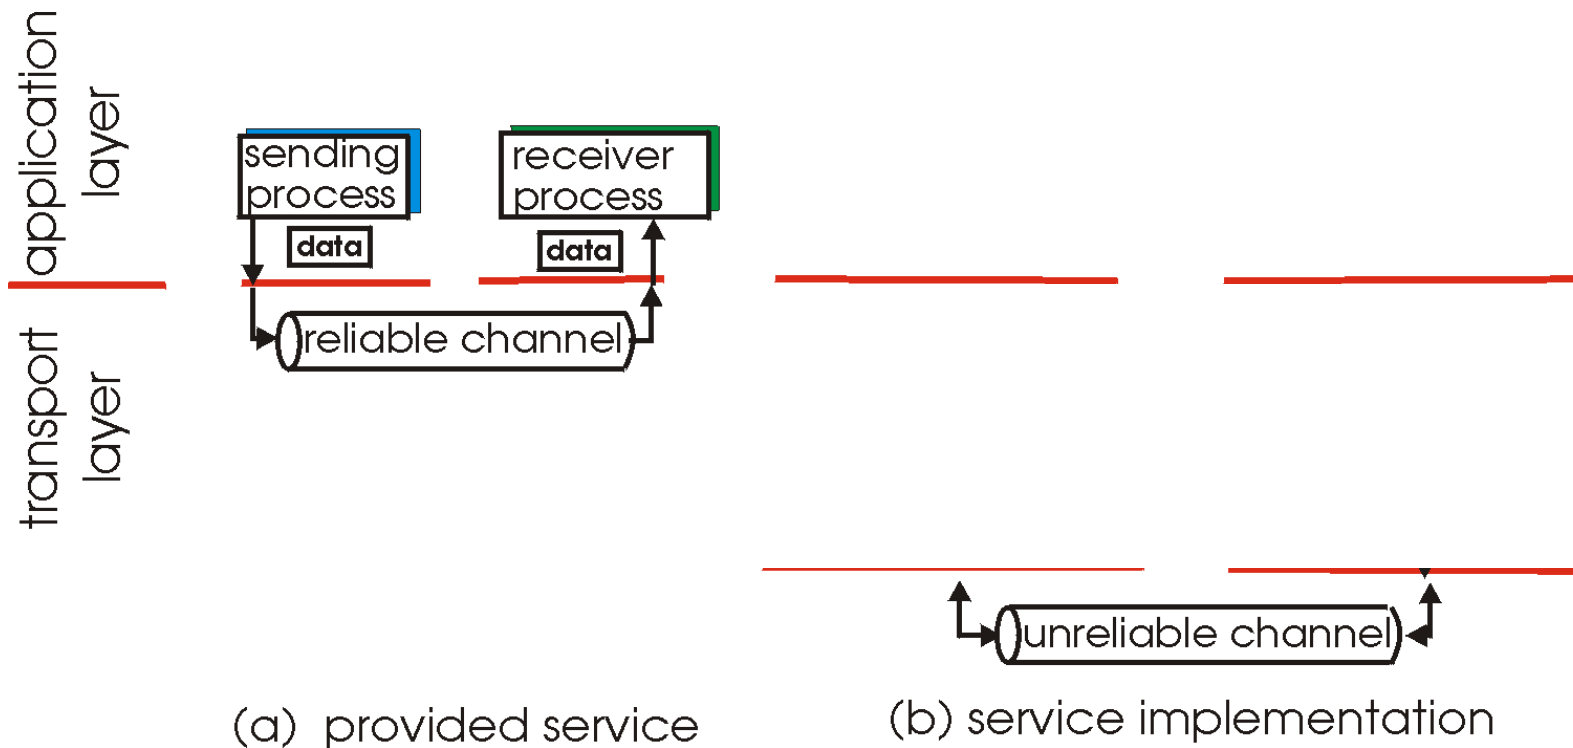 application
layer
transport
layer
sending
process
receiver
process
data
data
reliable channel
unreliable channel
(a) provided service
(b) service implementation